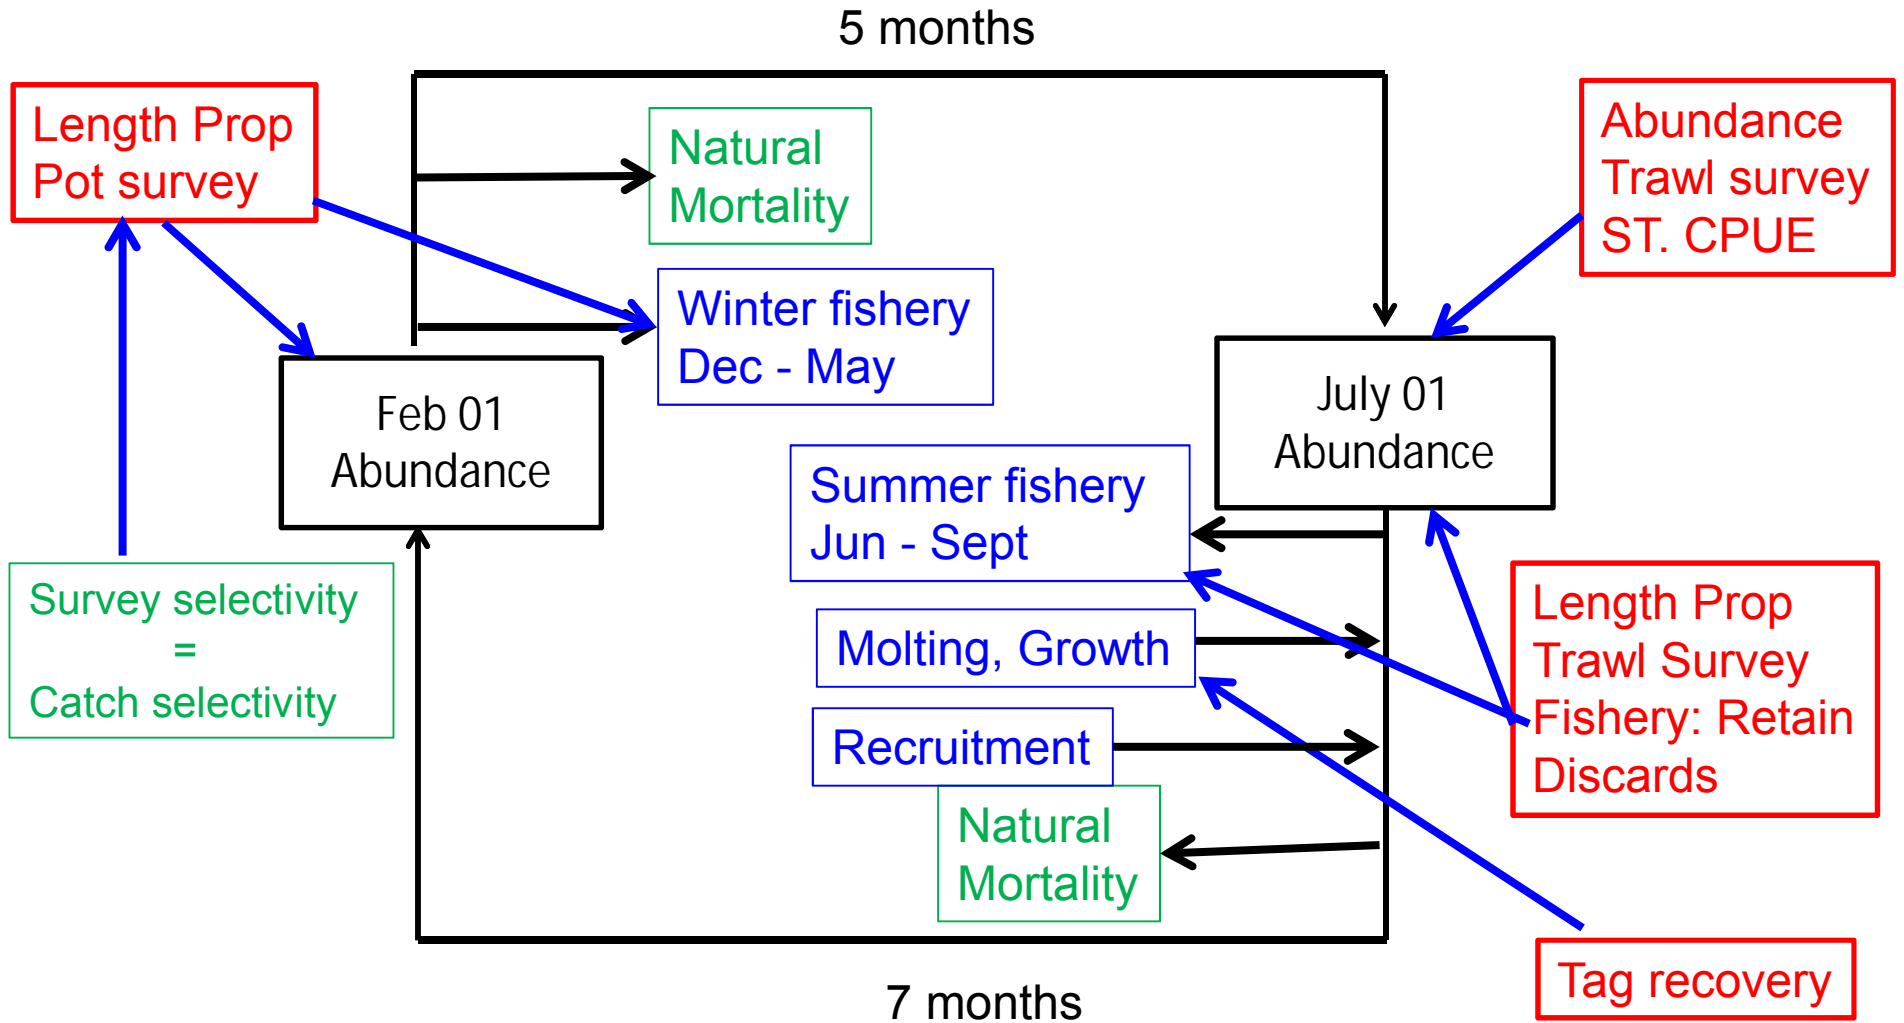 5 months
Length Prop
Pot survey
Natural
Mortality
Abundance
Trawl survey
ST. CPUE
Winter fishery
Dec - May
Feb 01
Abundance
July 01
Abundance
Summer fishery
Jun - Sept
Survey selectivity
=
Catch selectivity
Molting, Growth
Length Prop
Trawl Survey
Fishery: Retain
Discards
Recruitment
Natural
Mortality
Tag recovery
7 months